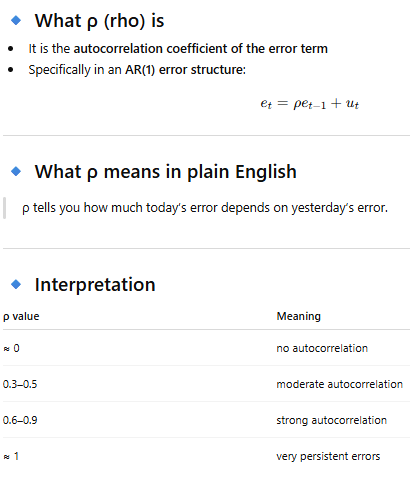 What ρ (rho) is
• It is the autocorrelation coefficient of the error term
• Specifically in an AR(1) error structure:
eₜ = ρeₜ₋₁ + uₜ
What ρ means in plain English
ρ tells you how much today's error depends on yesterday's error.
Interpretation
ρ value Meaning
≈ 0 no autocorrelation
0.3–0.5 moderate autocorrelation
0.6–0.9 strong autocorrelation
≈ 1 very persistent errors